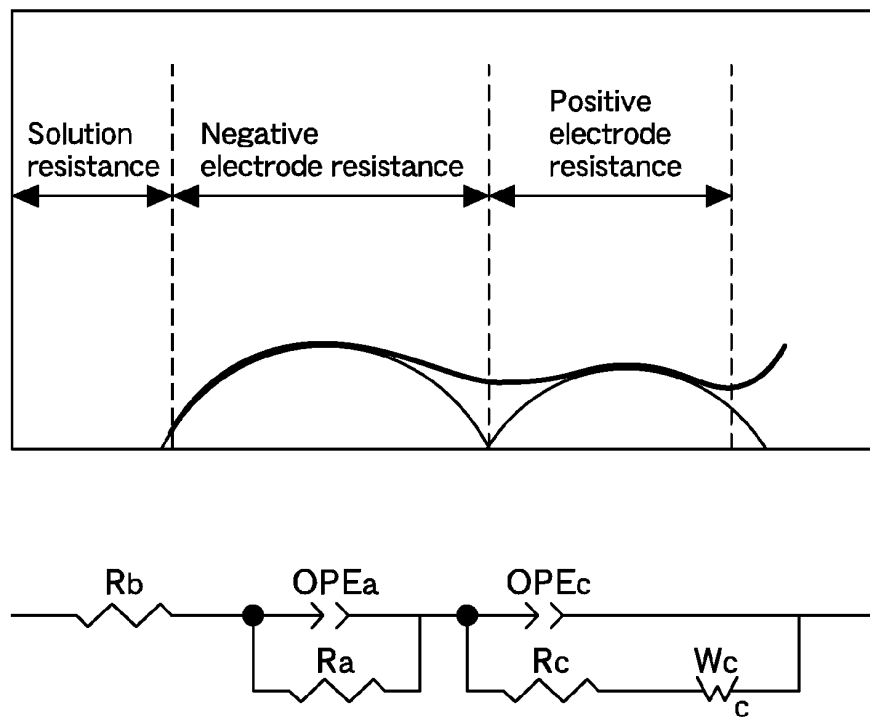 Solution
resistance
Negative
electrode resistance
Positive
electrode
resistance
Rb
OPEa
OPEc
Ra
Rc
Wc
c